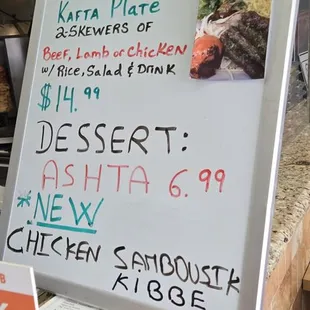 KAFTA PLATE
2-SKEWERS OF
BEEF, LAMB OR CHICKEN
W/ RICE, SALAD & DRINK
$14.99
DESSERT:
ASHTA 6.99
*NEW
CHICKEN SAMBOUSIK
KIBBE